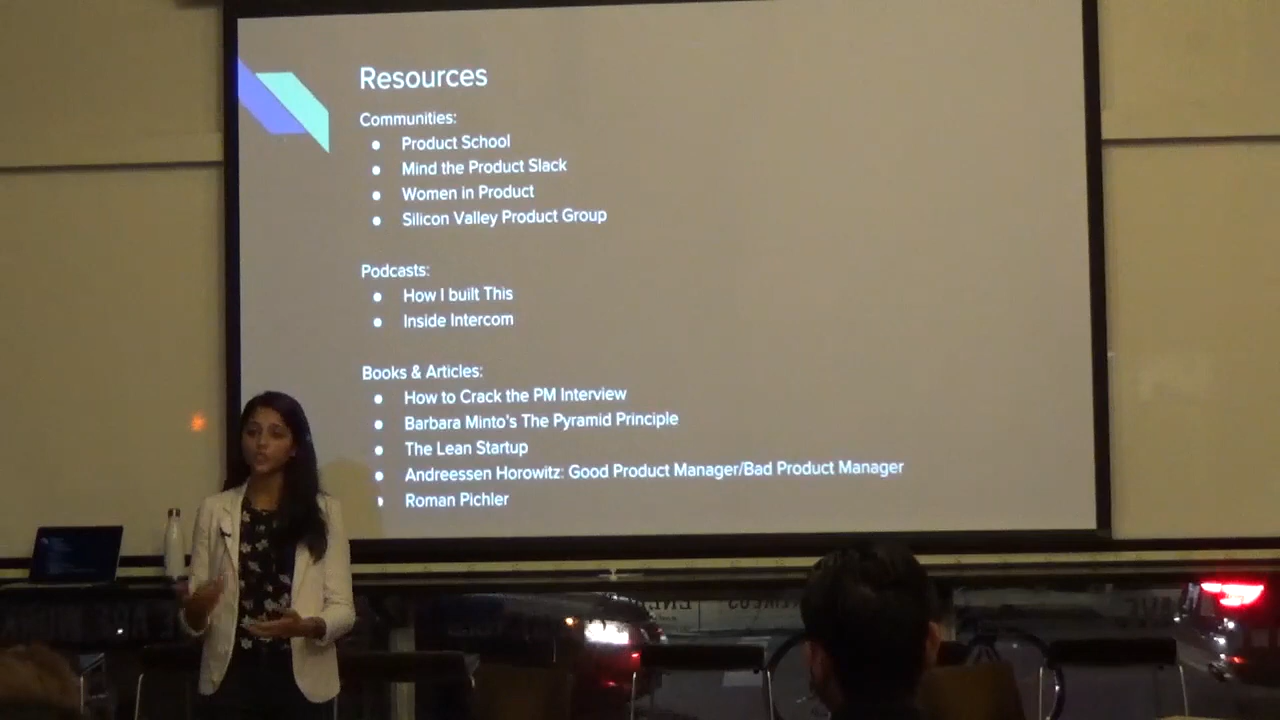 Resources
Communities:
● Product School
● Mind the Product Slack
● Women in Product
● Silicon Valley Product Group
Podcasts:
● How I built This
● Inside Intercom
Books & Articles:
● How to Crack the PM Interview
● Barbara Minto's The Pyramid Principle
● The Lean Startup
● Andreessen Horowitz: Good Product Manager/Bad Product Manager
● Roman Pichler